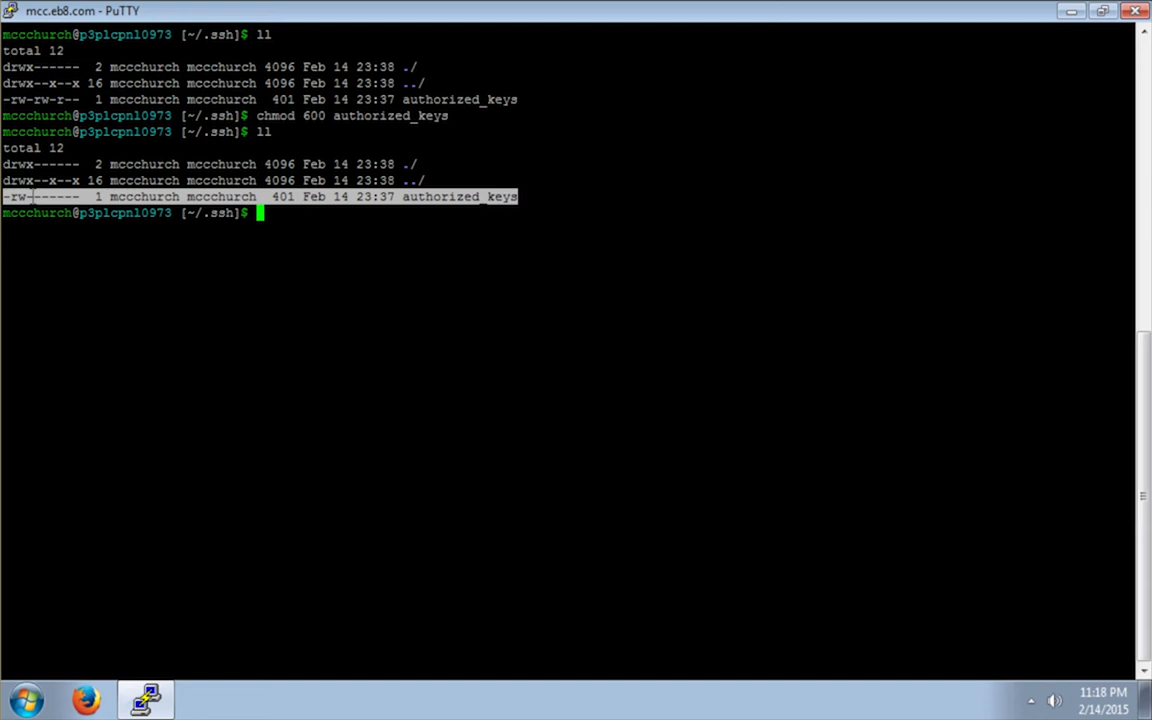 mcc.eb8.com - PuTTY
mccchurch@p3plcpnl0973 [~/.ssh]$ ll
total 12
drwx------  2 mccchurch mccchurch 4096 Feb 14 23:38 ./
drwx--x--x 16 mccchurch mccchurch 4096 Feb 14 23:38 ../
-rw-rw-r--  1 mccchurch mccchurch  401 Feb 14 23:37 authorized_keys
mccchurch@p3plcpnl0973 [~/.ssh]$ chmod 600 authorized_keys
mccchurch@p3plcpnl0973 [~/.ssh]$ ll
total 12
drwx------  2 mccchurch mccchurch 4096 Feb 14 23:38 ./
drwx--x--x 16 mccchurch mccchurch 4096 Feb 14 23:38 ../
-rw-------  1 mccchurch mccchurch  401 Feb 14 23:37 authorized_keys
mccchurch@p3plcpnl0973 [~/.ssh]$
11:18 PM
2/14/2015